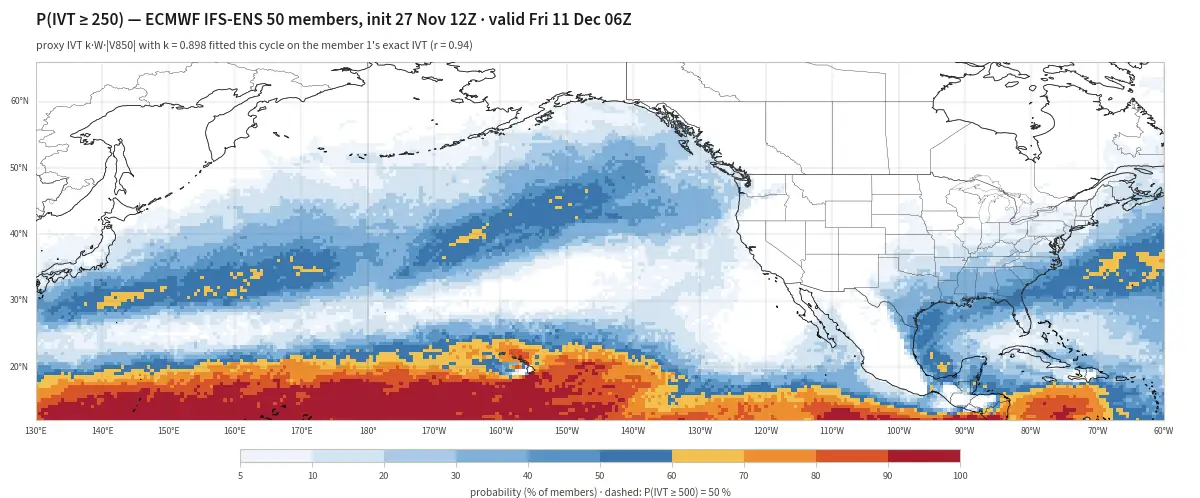 P(IVT ≥ 250) — ECMWF IFS-ENS 50 members, init 27 Nov 12Z · valid Fri 11 Dec 06Z
proxy IVT k·W·|V850| with k = 0.898 fitted this cycle on the member 1's exact IVT (r = 0.94)
60°N
50°N
40°N
30°N
20°N
130°E 140°E 150°E 160°E 170°E 180° 170°W 160°W 150°W 140°W 130°W 120°W 110°W 100°W 90°W 80°W 70°W 60°W
5 10 20 30 40 50 60 70 80 90 100
probability (% of members) · dashed: P(IVT ≥ 500) = 50 %